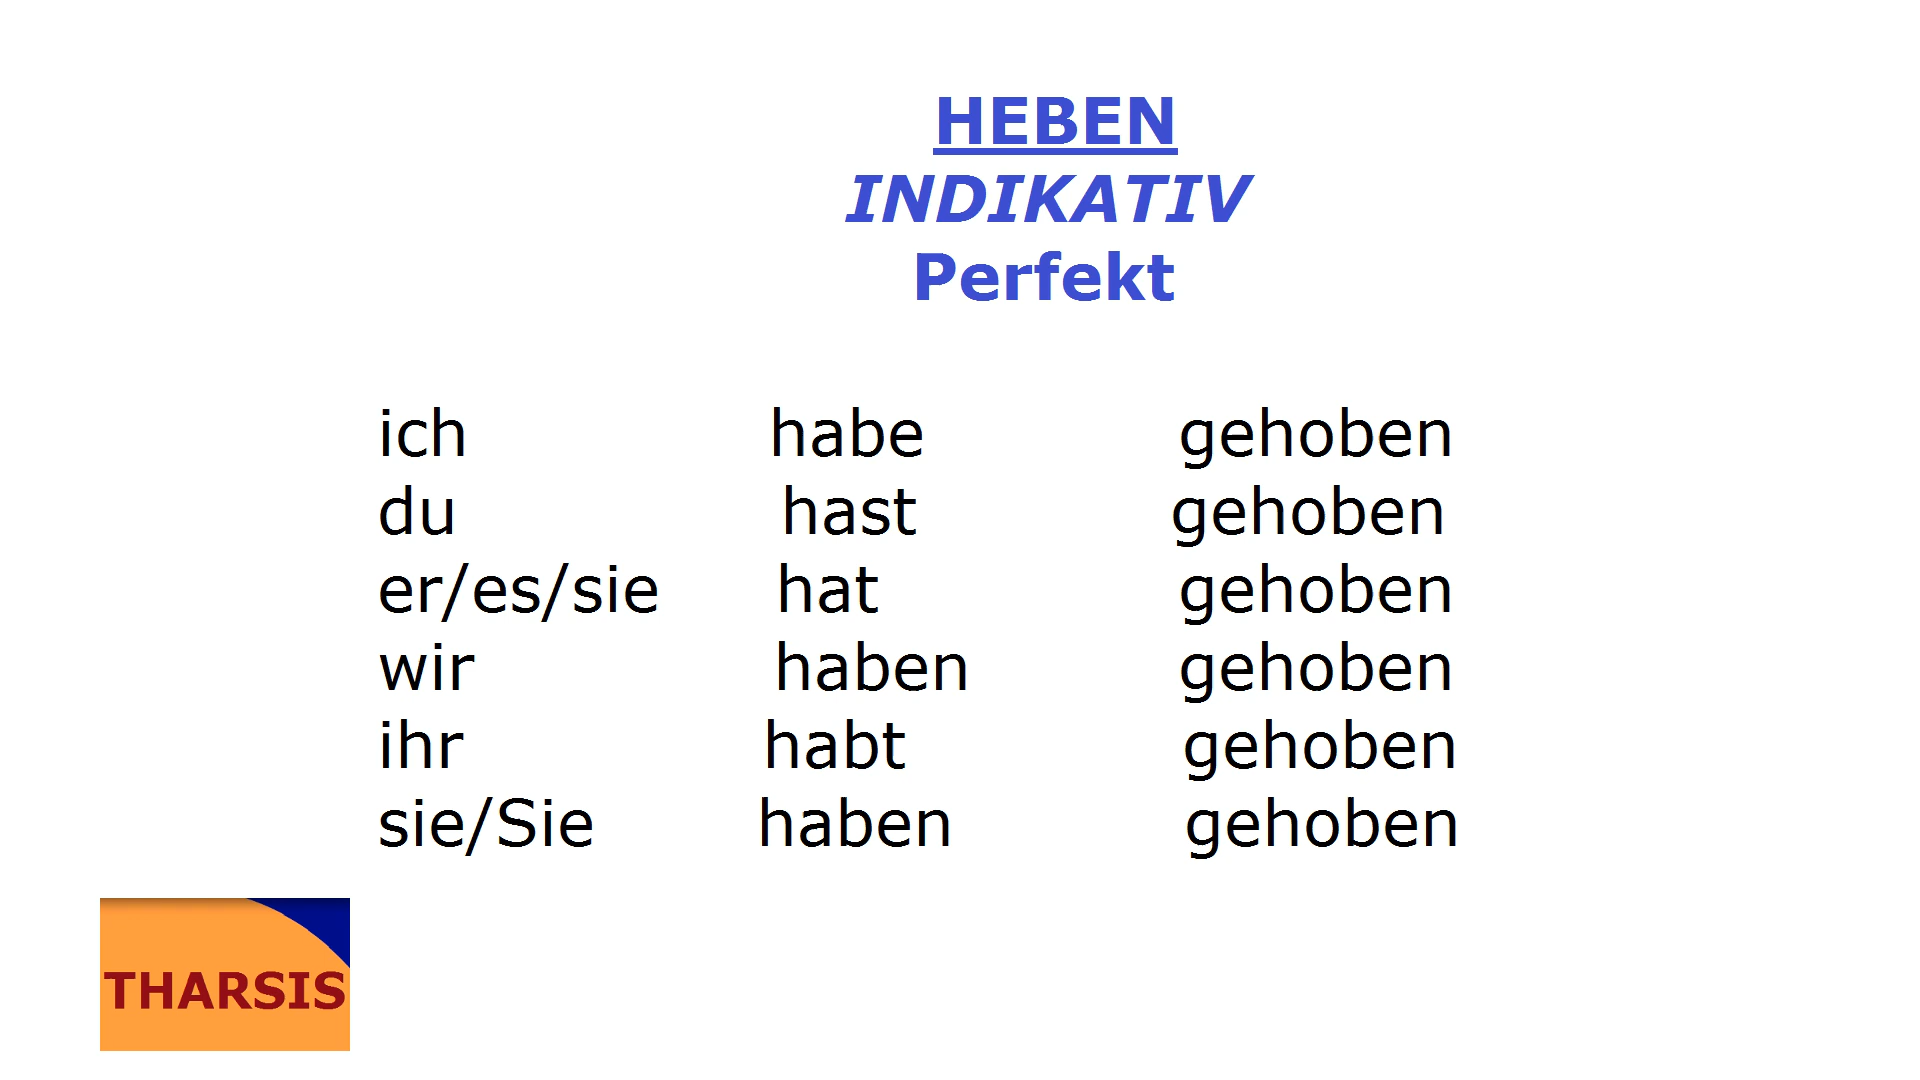 HEBEN
INDIKATIV
Perfekt
ich habe gehoben
du hast gehoben
er/es/sie hat gehoben
wir haben gehoben
ihr habt gehoben
sie/Sie haben gehoben
THARSIS